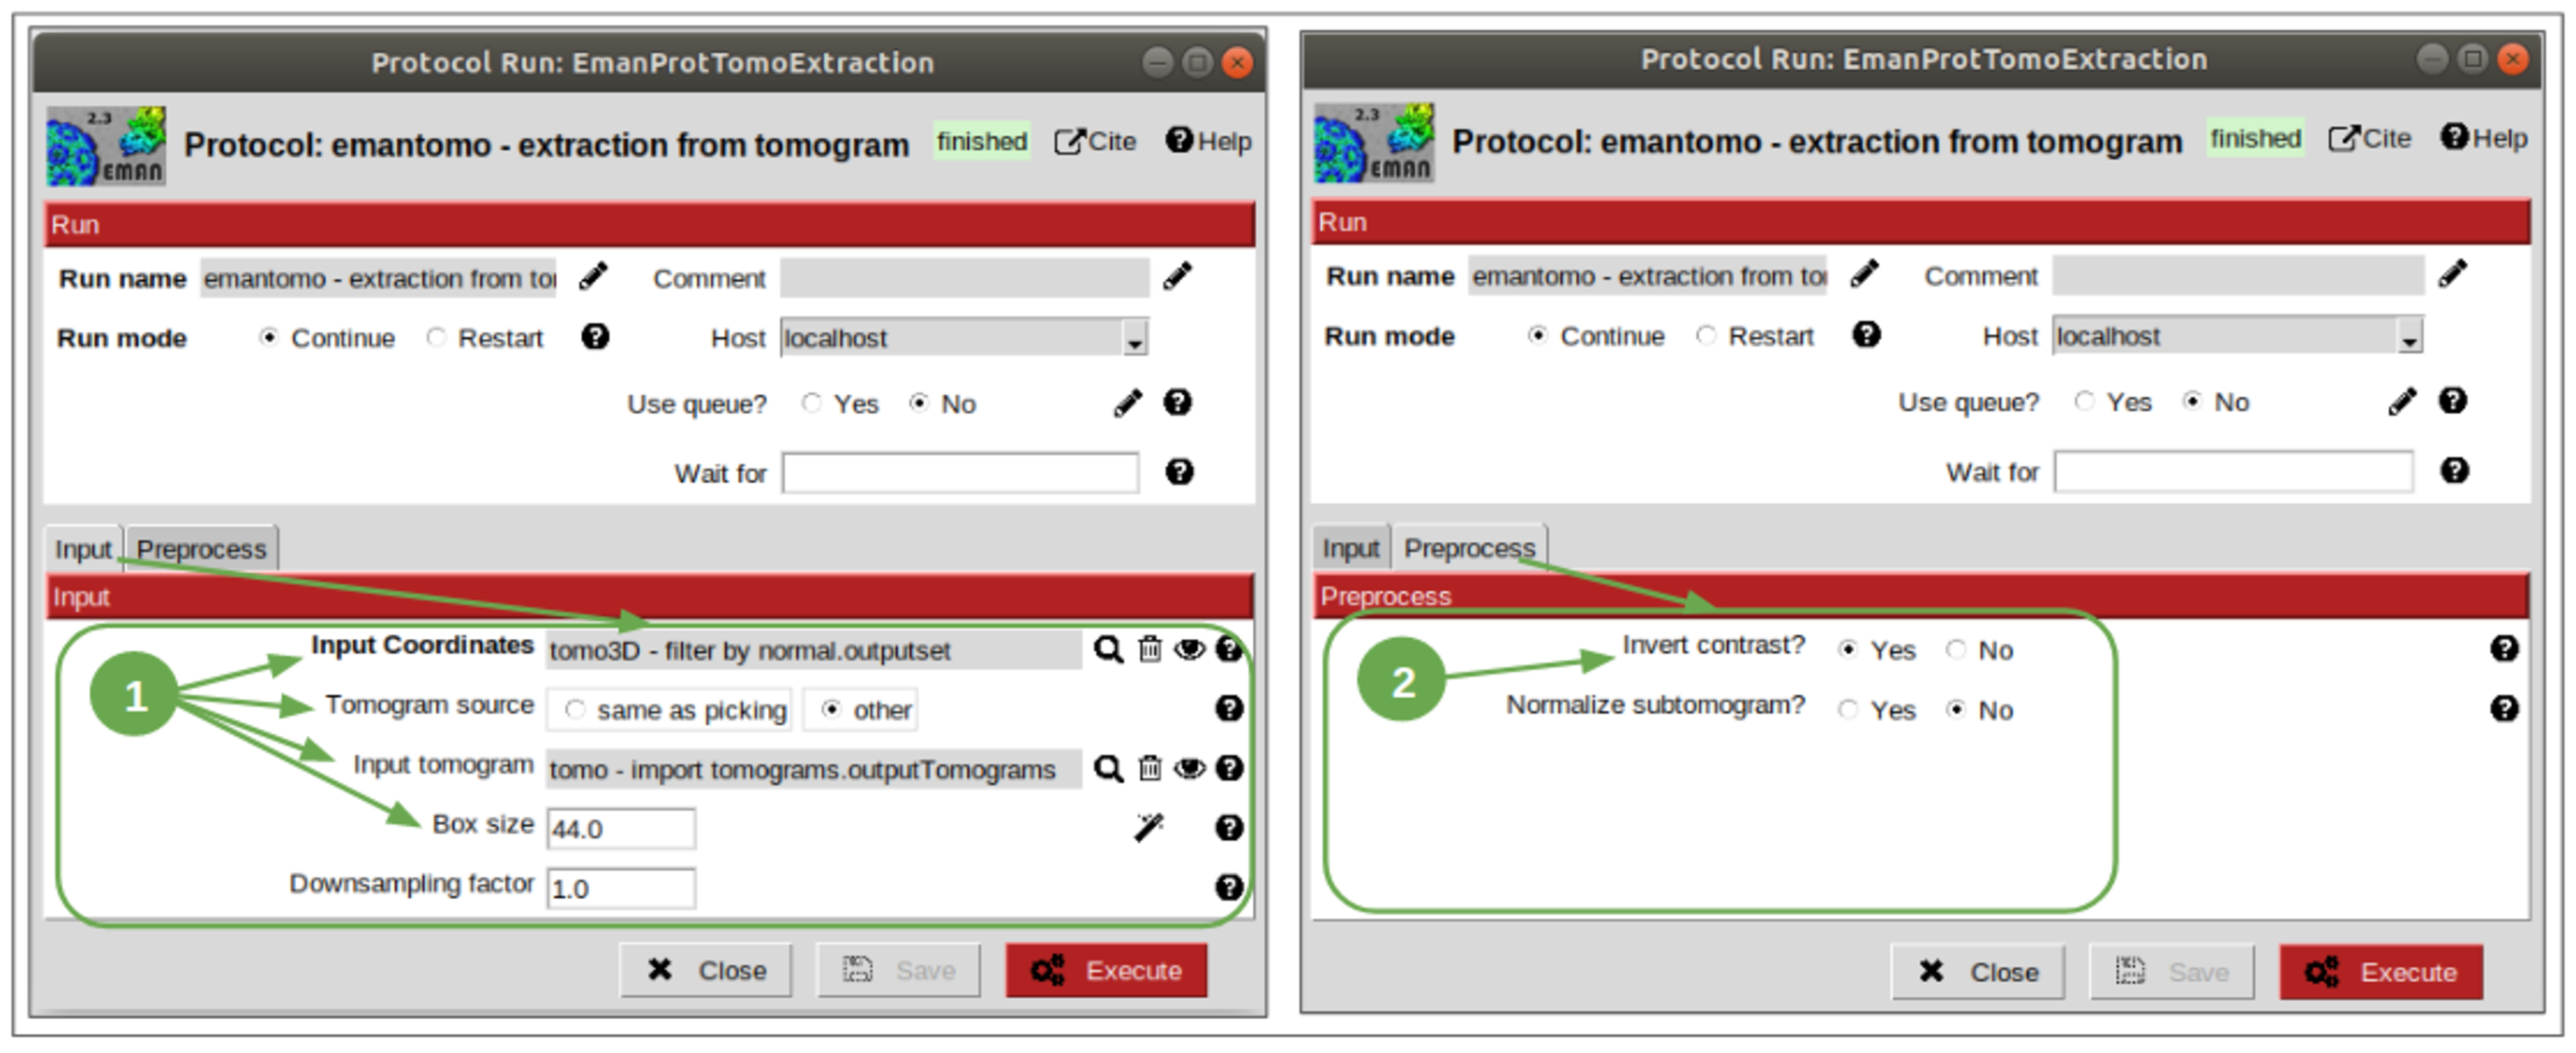 Protocol Run: EmanProtTomoExtraction
2.3
EMAN
Protocol: emantomo - extraction from tomogram
finished
Cite
Help
Run
Run name
emantomo - extraction from tor
Comment
Run mode
Continue
Restart
Host
localhost
Use queue?
Yes
No
Wait for
Input
Preprocess
Input
1
Input Coordinates
tomo3D - filter by normal.outputset
Tomogram source
same as picking
other
Input tomogram
tomo - import tomograms.outputTomograms
Box size
44.0
Downsampling factor
1.0
Close
Save
Execute
Protocol Run: EmanProtTomoExtraction
2.3
EMAN
Protocol: emantomo - extraction from tomogram
finished
Cite
Help
Run
Run name
emantomo - extraction from tor
Comment
Run mode
Continue
Restart
Host
localhost
Use queue?
Yes
No
Wait for
Input
Preprocess
Preprocess
2
Invert contrast?
Yes
No
Normalize subtomogram?
Yes
No
Close
Save
Execute